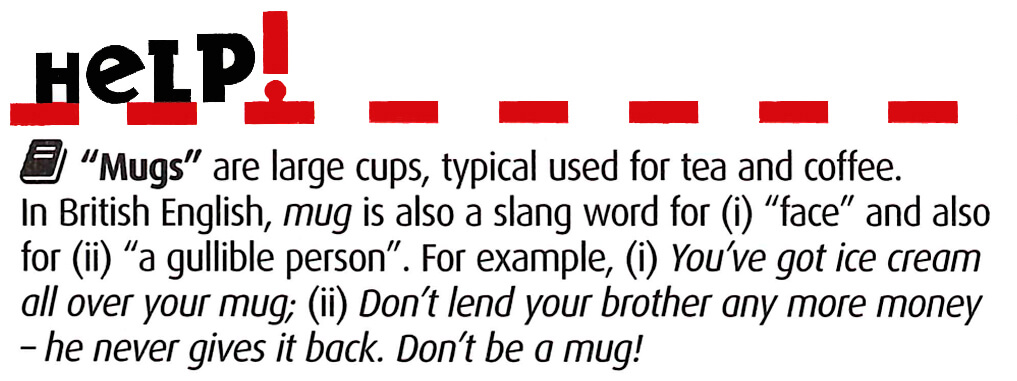 HeLP!
“Mugs” are large cups, typical used for tea and coffee.
In British English, mug is also a slang word for (i) “face” and also
for (ii) “a gullible person”. For example, (i) You’ve got ice cream
all over your mug; (ii) Don’t lend your brother any more money
– he never gives it back. Don’t be a mug!